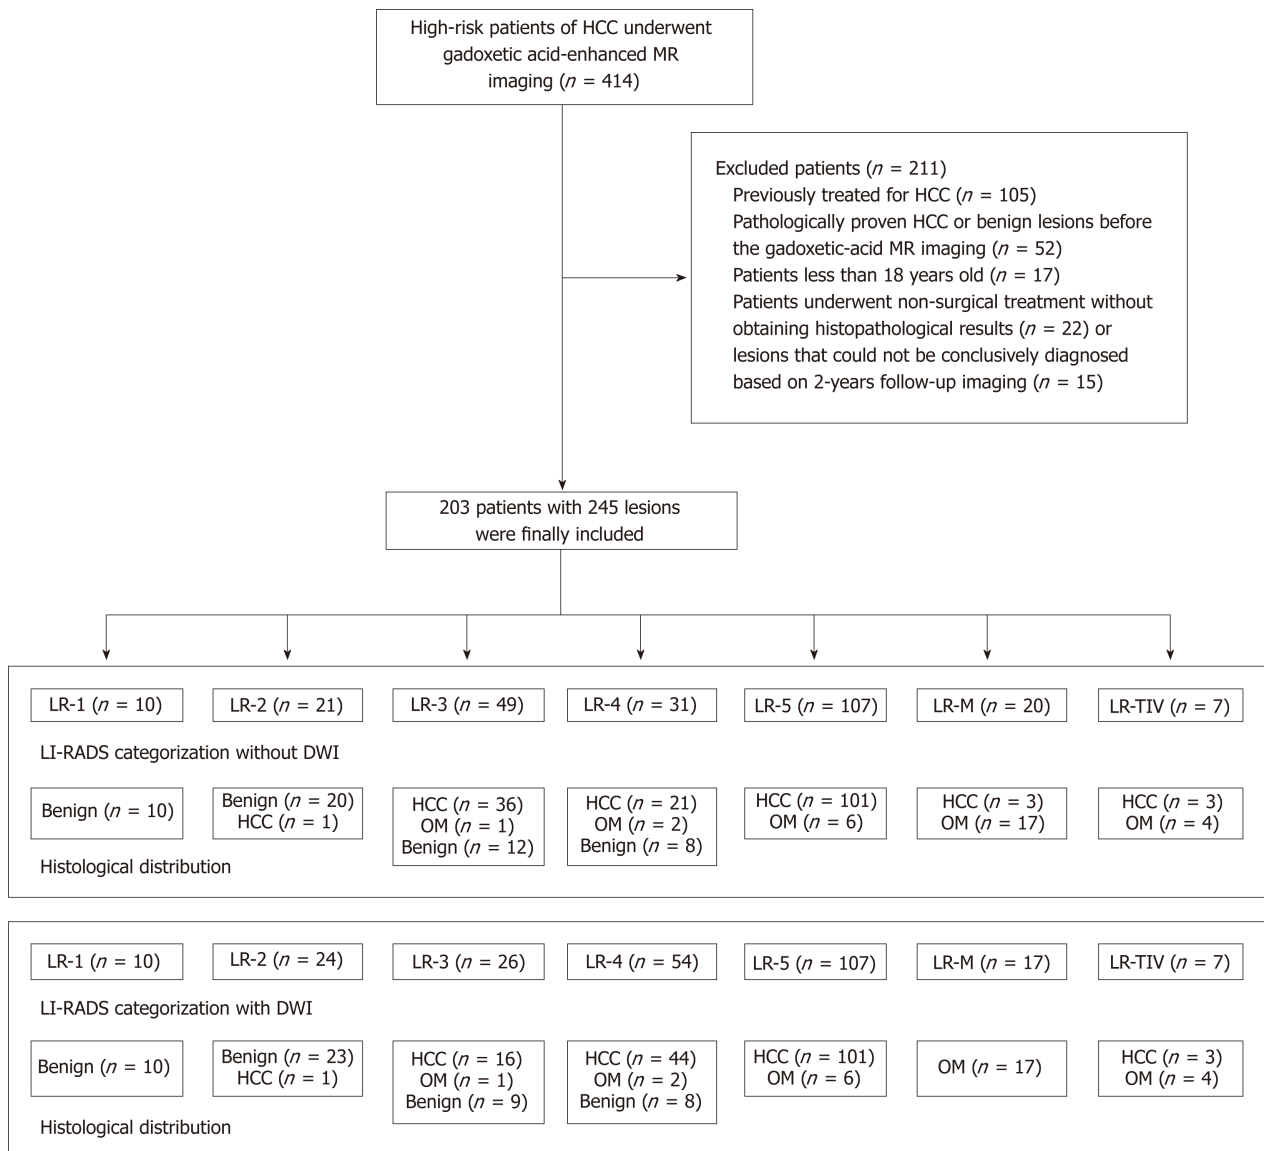 High-risk patients of HCC underwent
gadoxetic acid-enhanced MR
imaging (n = 414)
Excluded patients (n = 211)
Previously treated for HCC (n = 105)
Pathologically proven HCC or benign lesions before
the gadoxetic-acid MR imaging (n = 52)
Patients less than 18 years old (n = 17)
Patients underwent non-surgical treatment without
obtaining histopathological results (n = 22) or
lesions that could not be conclusively diagnosed
based on 2-years follow-up imaging (n = 15)
203 patients with 245 lesions
were finally included
LR-1 (n = 10)
LR-2 (n = 21)
LR-3 (n = 49)
LR-4 (n = 31)
LR-5 (n = 107)
LR-M (n = 20)
LR-TIV (n = 7)
LI-RADS categorization without DWI
Benign (n = 10)
Benign (n = 20)
HCC (n = 1)
HCC (n = 36)
OM (n = 1)
Benign (n = 12)
HCC (n = 21)
OM (n = 2)
Benign (n = 8)
HCC (n = 101)
OM (n = 6)
HCC (n = 3)
OM (n = 17)
HCC (n = 3)
OM (n = 4)
Histological distribution
LR-1 (n = 10)
LR-2 (n = 24)
LR-3 (n = 26)
LR-4 (n = 54)
LR-5 (n = 107)
LR-M (n = 17)
LR-TIV (n = 7)
LI-RADS categorization with DWI
Benign (n = 10)
Benign (n = 23)
HCC (n = 1)
HCC (n = 16)
OM (n = 1)
Benign (n = 9)
HCC (n = 44)
OM (n = 2)
Benign (n = 8)
HCC (n = 101)
OM (n = 6)
OM (n = 17)
HCC (n = 3)
OM (n = 4)
Histological distribution